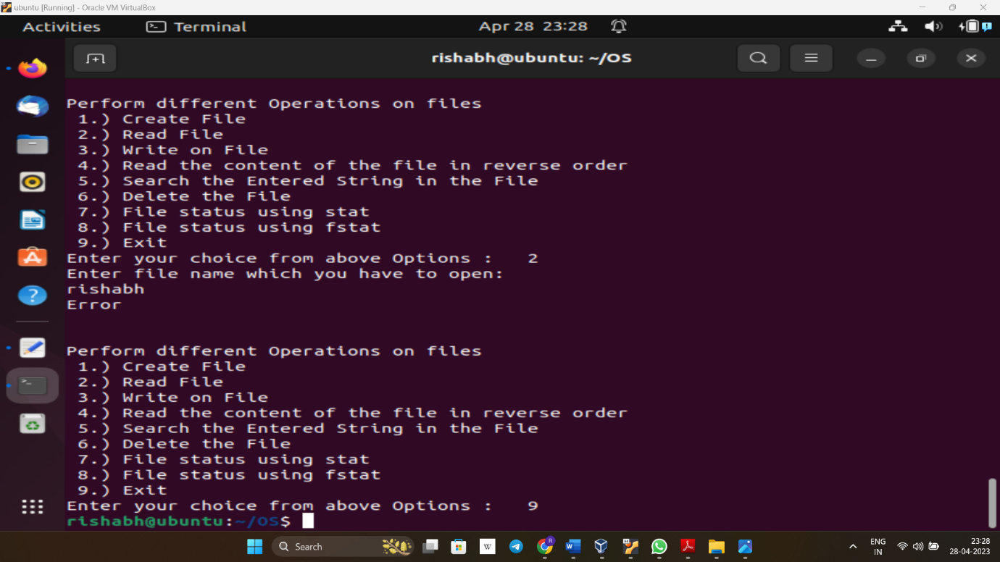 ubuntu [Running] - Oracle VM VirtualBox
Activities Terminal Apr 28 23:28
rishabh@ubuntu: ~/OS
Perform different Operations on files
1.) Create File
2.) Read File
3.) Write on File
4.) Read the content of the file in reverse order
5.) Search the Entered String in the File
6.) Delete the File
7.) File status using stat
8.) File status using fstat
9.) Exit
Enter your choice from above Options : 2
Enter file name which you have to open:
rishabh
Error
Perform different Operations on files
1.) Create File
2.) Read File
3.) Write on File
4.) Read the content of the file in reverse order
5.) Search the Entered String in the File
6.) Delete the File
7.) File status using stat
8.) File status using fstat
9.) Exit
Enter your choice from above Options : 9
rishabh@ubuntu:~/OS$
Search
ENG
IN
23:28
28-04-2023